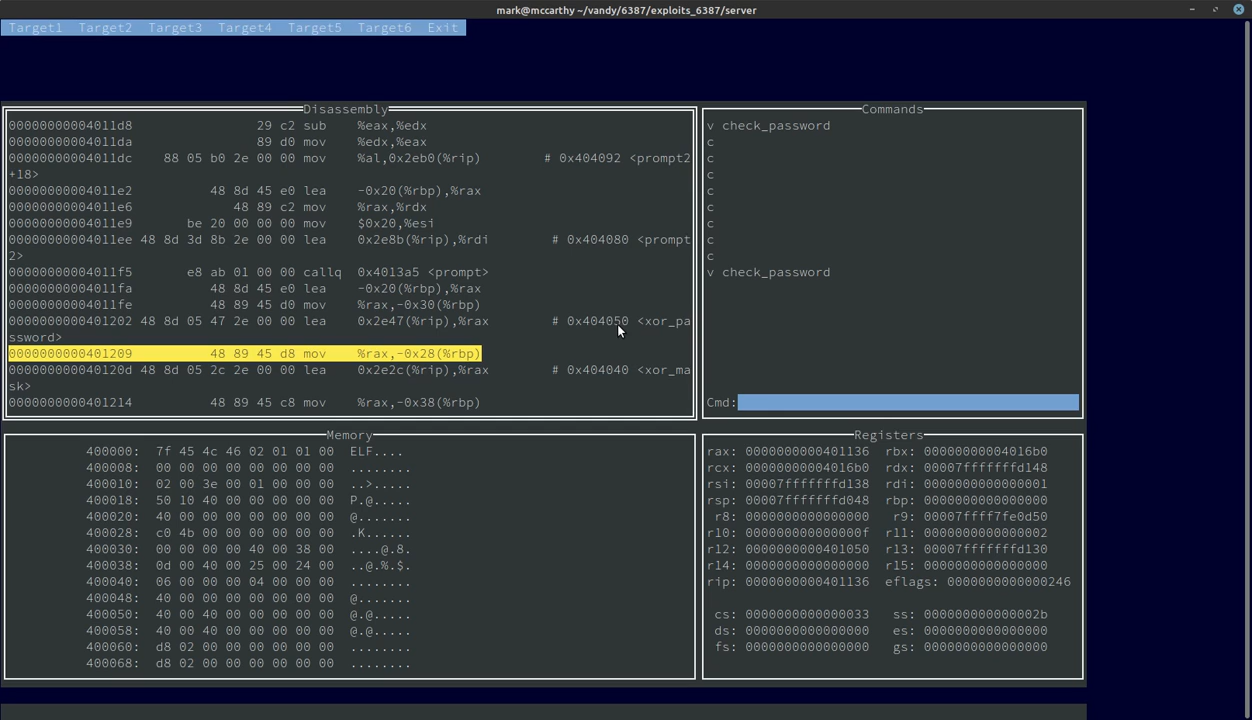 mark@mccarthy ~/vandy/6387/exploits_6387/server
Target1 Target2 Target3 Target4 Target5 Target6 Exit
Disassembly
00000000004011d8 29 c2 sub %eax,%edx
00000000004011da 89 d0 mov %edx,%eax
00000000004011dc 88 05 b0 2e 00 00 mov %al,0x2eb0(%rip) # 0x404092 <prompt2
+18>
00000000004011e2 48 8d 45 e0 lea -0x20(%rbp),%rax
00000000004011e6 48 89 c2 mov %rax,%rdx
00000000004011e9 be 20 00 00 00 mov $0x20,%esi
00000000004011ee 48 8d 3d 8b 2e 00 00 lea 0x2e8b(%rip),%rdi # 0x404080 <prompt
2>
00000000004011f5 e8 ab 01 00 00 callq 0x4013a5 <prompt>
00000000004011fa 48 8d 45 e0 lea -0x20(%rbp),%rax
00000000004011fe 48 89 45 d0 mov %rax,-0x30(%rbp)
0000000000401202 48 8d 05 47 2e 00 00 lea 0x2e47(%rip),%rax # 0x404050 <xor_pa
ssword>
0000000000401209 48 89 45 d8 mov %rax,-0x28(%rbp)
000000000040120d 48 8d 05 2c 2e 00 00 lea 0x2e2c(%rip),%rax # 0x404040 <xor_ma
sk>
0000000000401214 48 89 45 c8 mov %rax,-0x38(%rbp)
Commands
v check_password
c
c
c
c
c
c
c
c
v check_password
Cmd:
Memory
400000: 7f 45 4c 46 02 01 01 00 ELF....
400008: 00 00 00 00 00 00 00 00 ........
400010: 02 00 3e 00 01 00 00 00 ..>.....
400018: 50 10 40 00 00 00 00 00 P.@.....
400020: 40 00 00 00 00 00 00 00 @.......
400028: c0 4b 00 00 00 00 00 00 .K......
400030: 00 00 00 00 40 00 38 00 ....@.8.
400038: 0d 00 40 00 25 00 24 00 ..@.%.$.
400040: 06 00 00 00 04 00 00 00 ........
400048: 40 00 00 00 00 00 00 00 @.......
400050: 40 00 40 00 00 00 00 00 @.@.....
400058: 40 00 40 00 00 00 00 00 @.@.....
400060: d8 02 00 00 00 00 00 00 ........
400068: d8 02 00 00 00 00 00 00 ........
Registers
rax: 0000000000401136 rbx: 00000000004016b0
rcx: 00000000004016b0 rdx: 00007fffffffd148
rsi: 00007fffffffd138 rdi: 0000000000000001
rsp: 00007fffffffd048 rbp: 0000000000000000
r8: 0000000000000000 r9: 00007ffff7fe0d50
r10: 000000000000000f r11: 0000000000000002
r12: 0000000000401050 r13: 00007fffffffd130
r14: 0000000000000000 r15: 0000000000000000
rip: 0000000000401136 eflags: 0000000000000246
cs: 0000000000000033 ss: 000000000000002b
ds: 0000000000000000 es: 0000000000000000
fs: 0000000000000000 gs: 0000000000000000